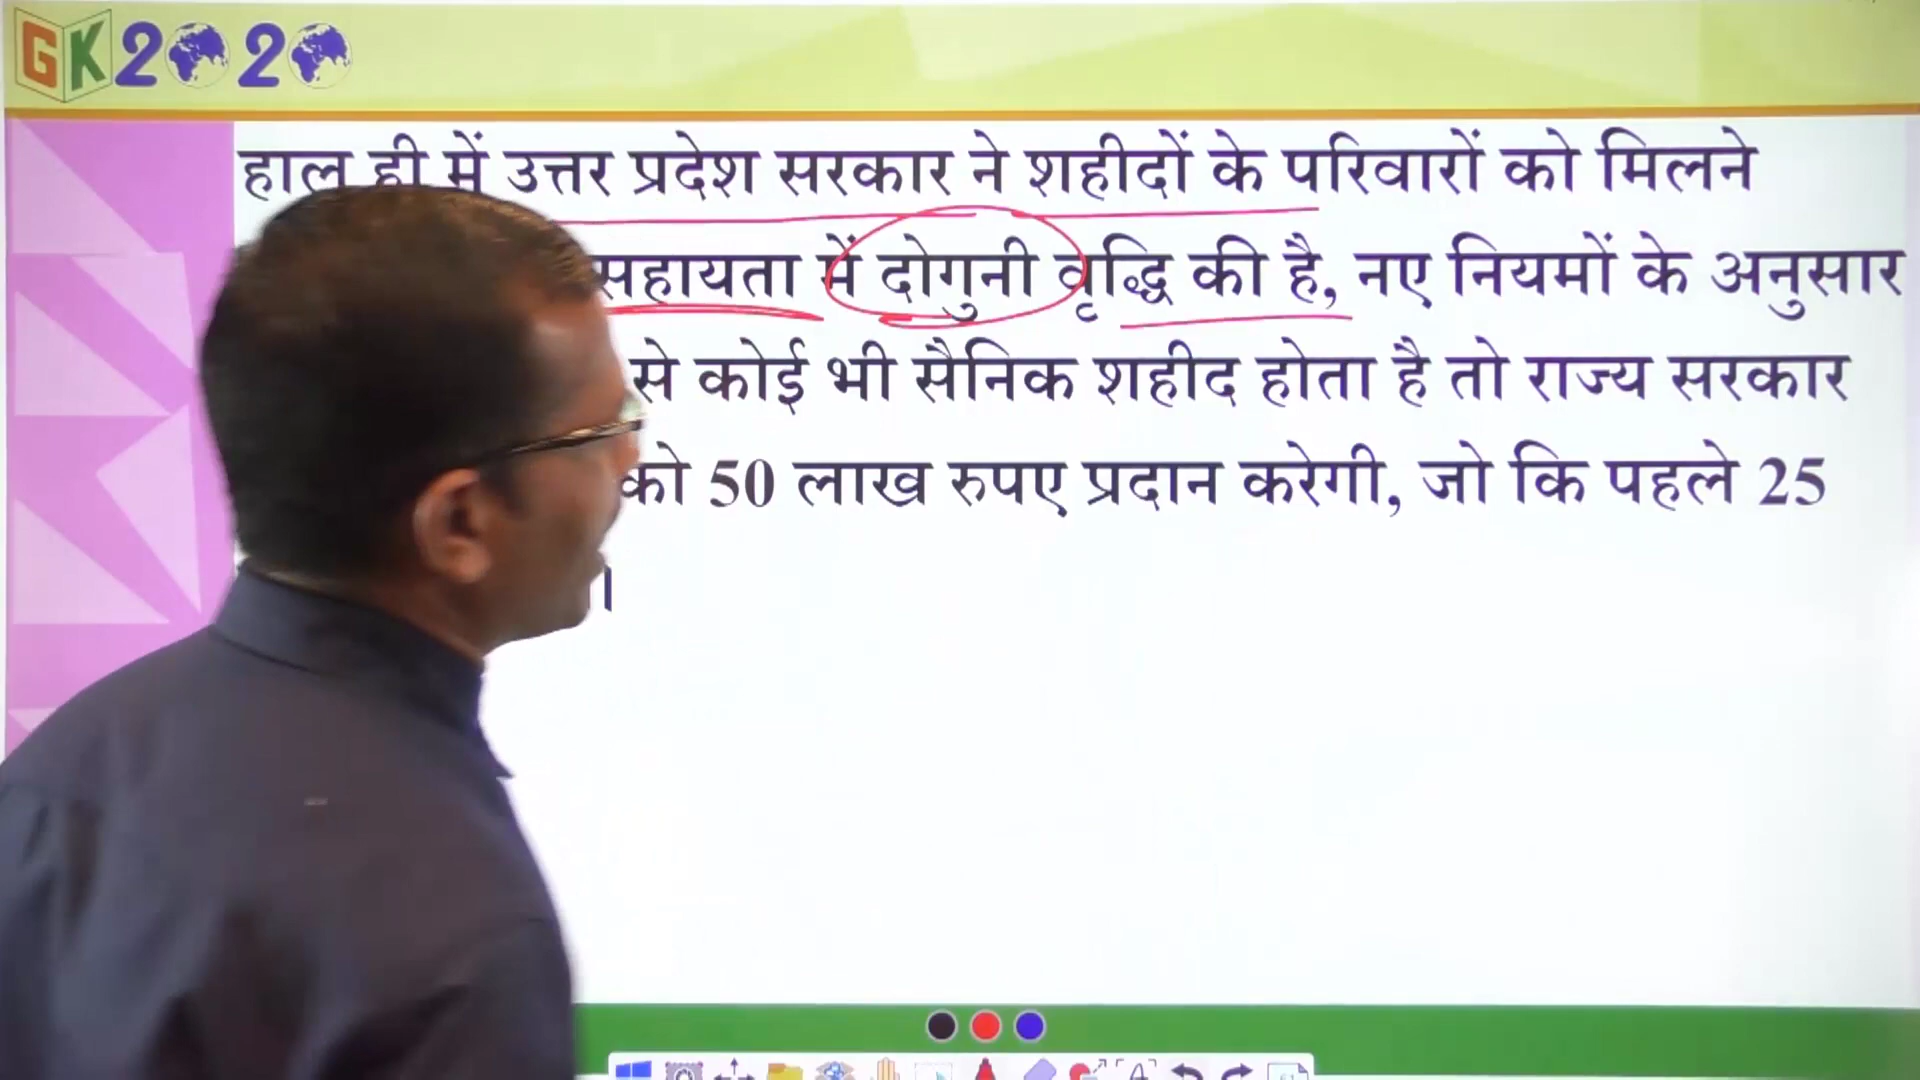 GK2020
हाल ही में उत्तर प्रदेश सरकार ने शहीदों के परिवारों को मिलने
सहायता में दोगुनी वृद्धि की है, नए नियमों के अनुसार
से कोई भी सैनिक शहीद होता है तो राज्य सरकार
को 50 लाख रुपए प्रदान करेगी, जो कि पहले 25
।